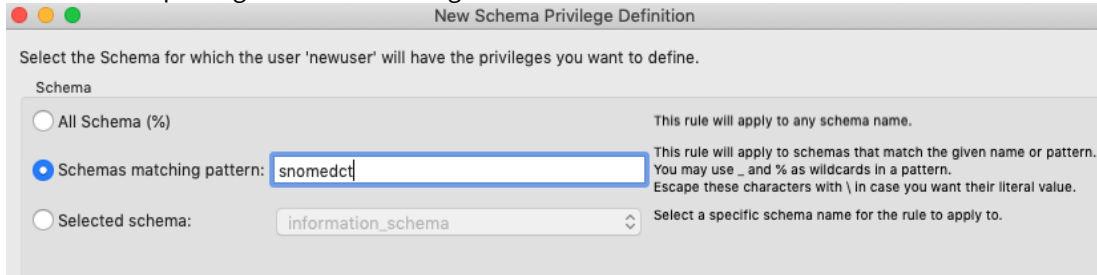 New Schema Privilege Definition
Select the Schema for which the user 'newuser' will have the privileges you want to define.
Schema
All Schema (%)
This rule will apply to any schema name.
Schemas matching pattern: snomedct
This rule will apply to schemas that match the given name or pattern.
You may use _ and % as wildcards in a pattern.
Escape these characters with \ in case you want their literal value.
Selected schema:
information_schema
Select a specific schema name for the rule to apply to.